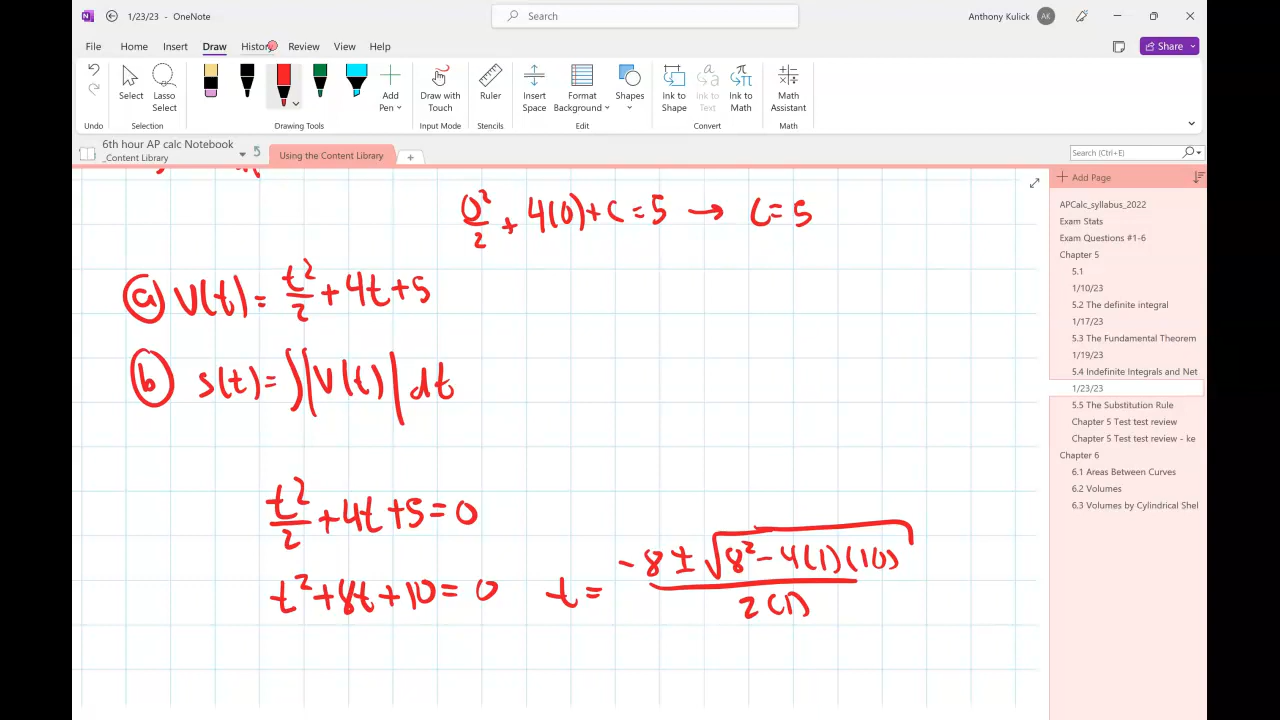 1/23/23 - OneNote
Search
Anthony Kulick AK
File Home Insert Draw History Review View Help
Share
Select
Lasso Select
Add Pen
Draw with Touch
Ruler
Insert Space
Format Background
Shapes
Ink to Shape
Ink to Text
Ink to Math
Math Assistant
Undo Selection Drawing Tools Input Mode Stencils Edit Convert Math
6th hour AP calc Notebook
_Content Library
Using the Content Library
+
Search (Ctrl+E)
Add Page
APCalc_syllabus_2022
Exam Stats
Exam Questions #1-6
Chapter 5
5.1
1/10/23
5.2 The definite integral
1/17/23
5.3 The Fundamental Theorem
1/19/23
5.4 Indefinite Integrals and Net
1/23/23
5.5 The Substitution Rule
Chapter 5 Test test review
Chapter 5 Test test review - ke
Chapter 6
6.1 Areas Between Curves
6.2 Volumes
6.3 Volumes by Cylindrical Shel
0²/2 + 4(0) + C = 5 → C = 5
a V(t) = t²/2 + 4t + 5
b s(t) = ∫|V(t)| dt
t²/2 + 4t + 5 = 0
t² + 8t + 10 = 0 t = (-8 ± √(8² - 4(1)(10)))/2(1)